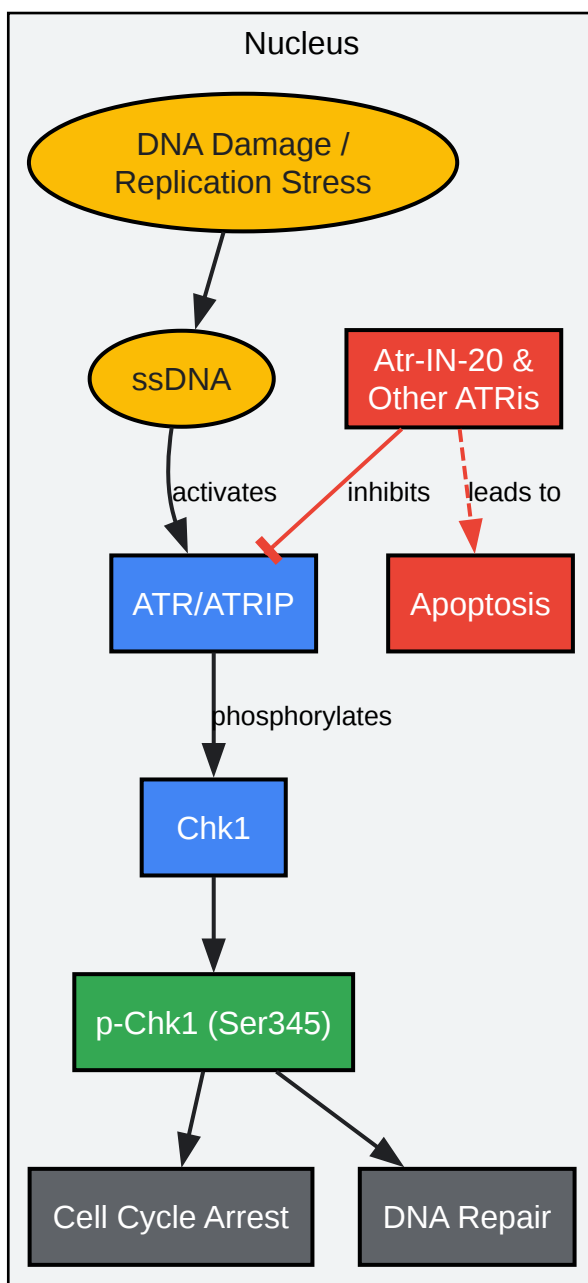 Nucleus
DNA Damage /
Replication Stress
ssDNA
Atr-IN-20 &
Other ATRis
activates
inhibits
leads to
ATR/ATRIP
Apoptosis
phosphorylates
Chk1
p-Chk1 (Ser345)
Cell Cycle Arrest
DNA Repair